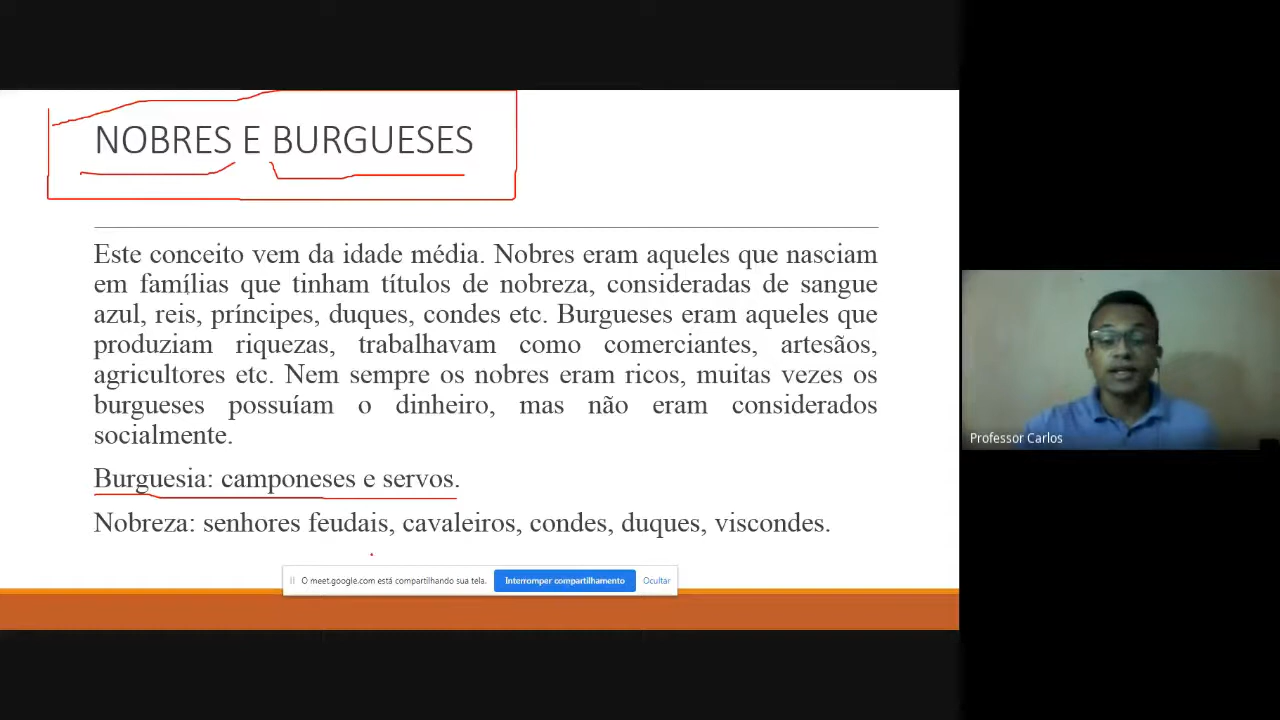 NOBRES E BURGUESES
Este conceito vem da idade média. Nobres eram aqueles que nasciam
em famílias que tinham títulos de nobreza, consideradas de sangue
azul, reis, príncipes, duques, condes etc. Burgueses eram aqueles que
produziam riquezas, trabalhavam como comerciantes, artesãos,
agricultores etc. Nem sempre os nobres eram ricos, muitas vezes os
burgueses possuíam o dinheiro, mas não eram considerados
socialmente.
Burguesia: camponeses e servos.
Nobreza: senhores feudais, cavaleiros, condes, duques, viscondes.
O meet.google.com está compartilhando sua tela. Interromper compartilhamento Ocultar
Professor Carlos